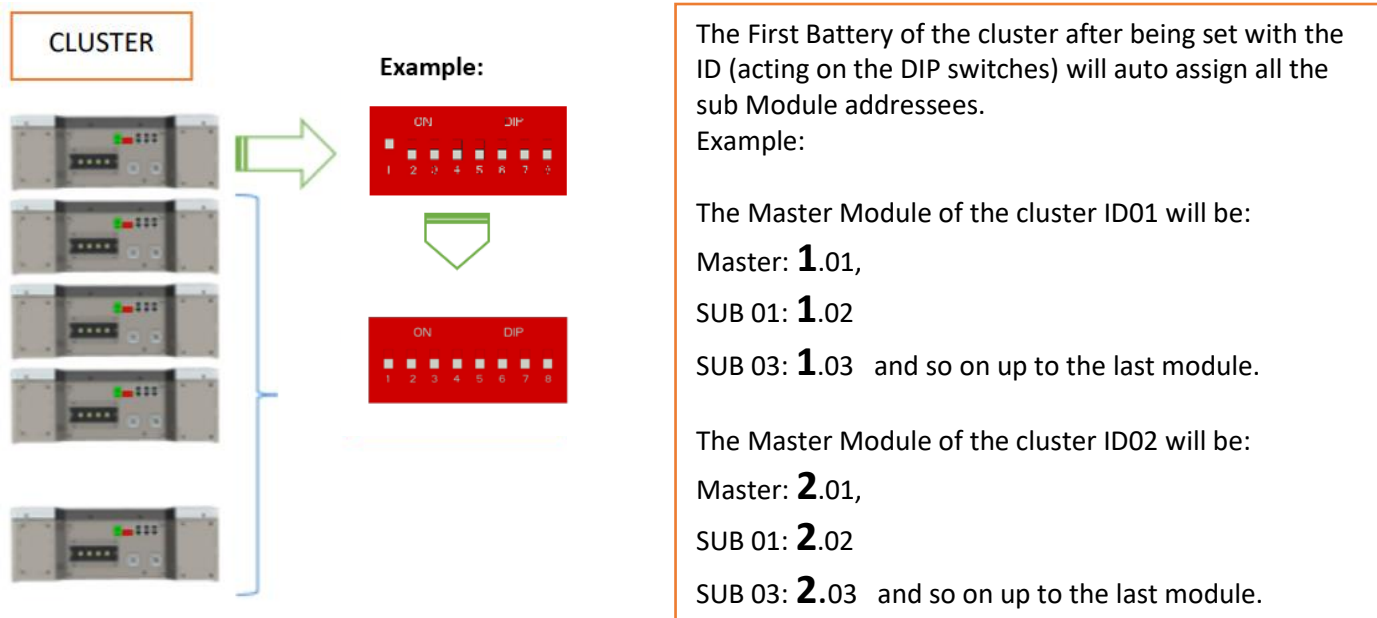 CLUSTER
Example:
ON DIP
1 2 3 4 5 6 7 8
ON DIP
1 2 3 4 5 6 7 8
The First Battery of the cluster after being set with the
ID (acting on the DIP switches) will auto assign all the
sub Module addressees.
Example:
The Master Module of the cluster ID01 will be:
Master: 1.01,
SUB 01: 1.02
SUB 03: 1.03 and so on up to the last module.
The Master Module of the cluster ID02 will be:
Master: 2.01,
SUB 01: 2.02
SUB 03: 2.03 and so on up to the last module.